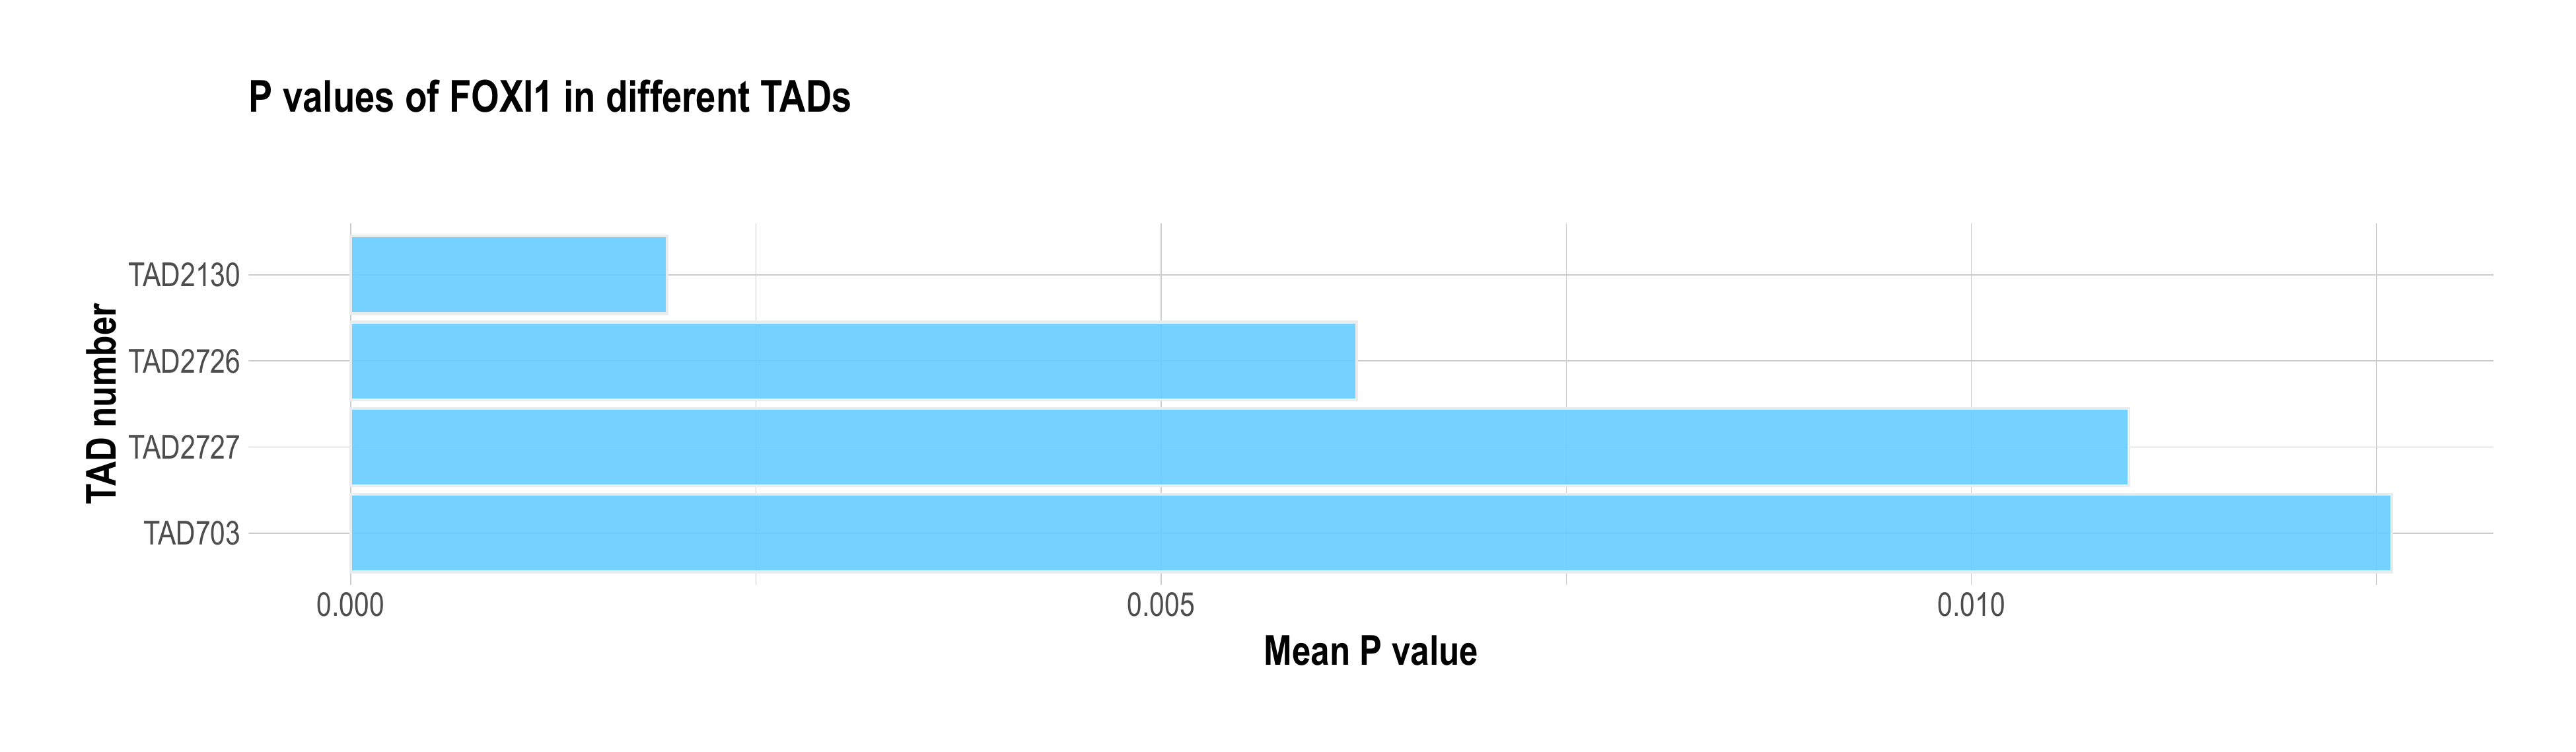 P values of FOXI1 in different TADs
TAD number
TAD2130
TAD2726
TAD2727
TAD703
0.000 0.005 0.010
Mean P value